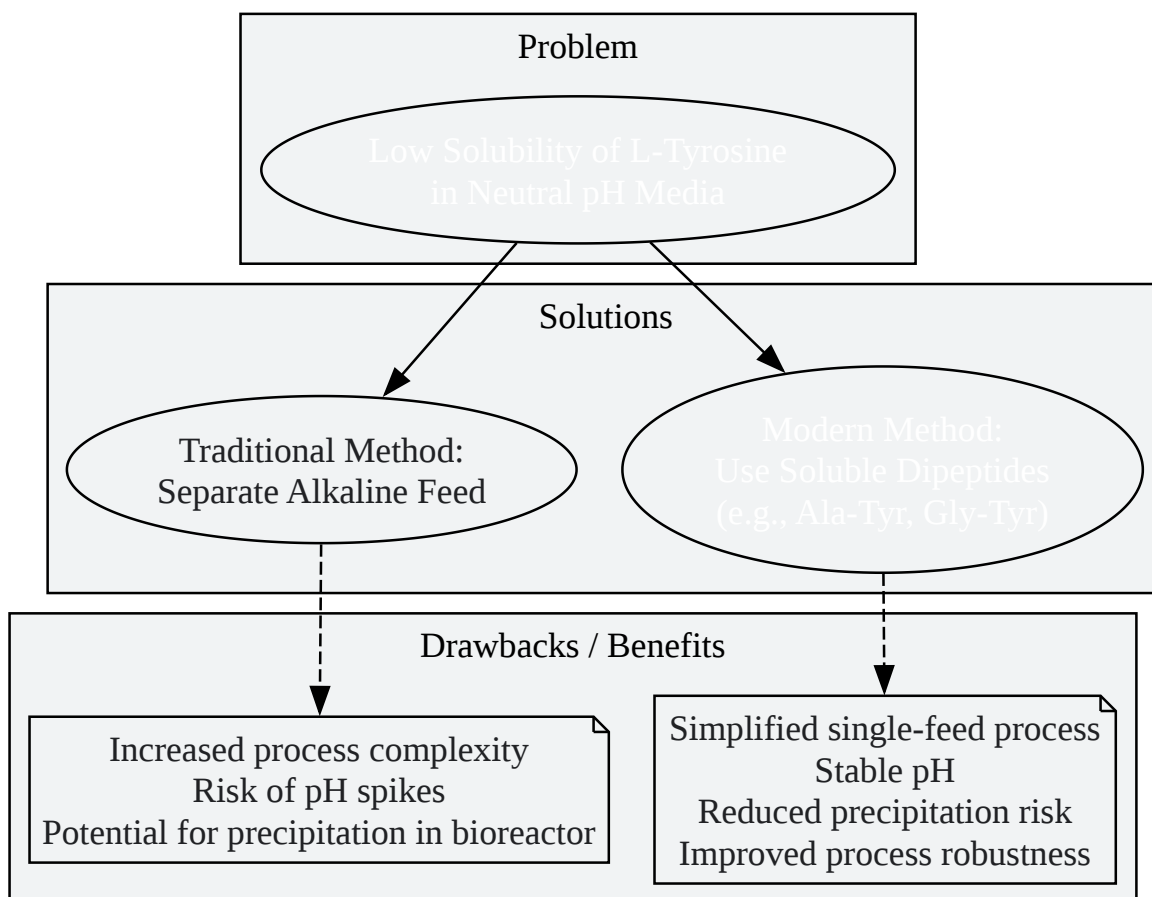 Problem
Low Solubility of L-Tyrosine
in Neutral pH Media
Solutions
Traditional Method:
Separate Alkaline Feed
Modern Method:
Use Soluble Dipeptides
(e.g., Ala-Tyr, Gly-Tyr)
Drawbacks / Benefits
Increased process complexity
Risk of pH spikes
Potential for precipitation in bioreactor
Simplified single-feed process
Stable pH
Reduced precipitation risk
Improved process robustness